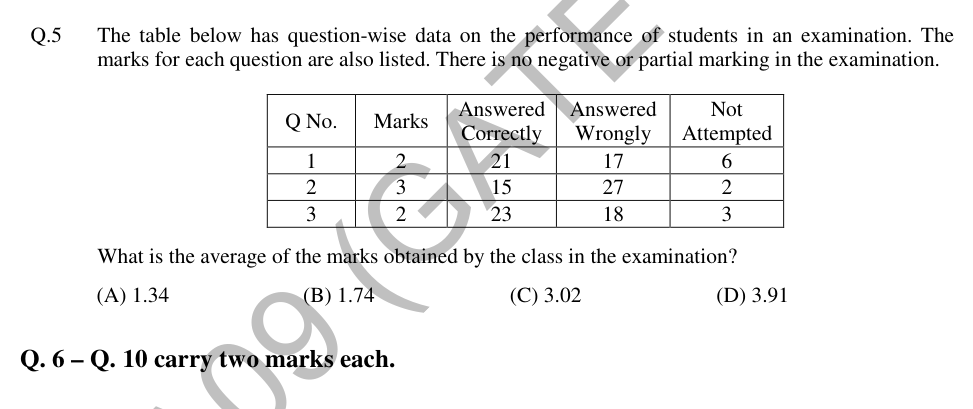 Q.5 The table below has question-wise data on the performance of students in an examination. The
marks for each question are also listed. There is no negative or partial marking in the examination.
Q No. Marks Answered Correctly Answered Wrongly Not Attempted
1 2 21 17 6
2 3 15 27 2
3 2 23 18 3
What is the average of the marks obtained by the class in the examination?
(A) 1.34 (B) 1.74 (C) 3.02 (D) 3.91
Q. 6 – Q. 10 carry two marks each.
09 (GATE